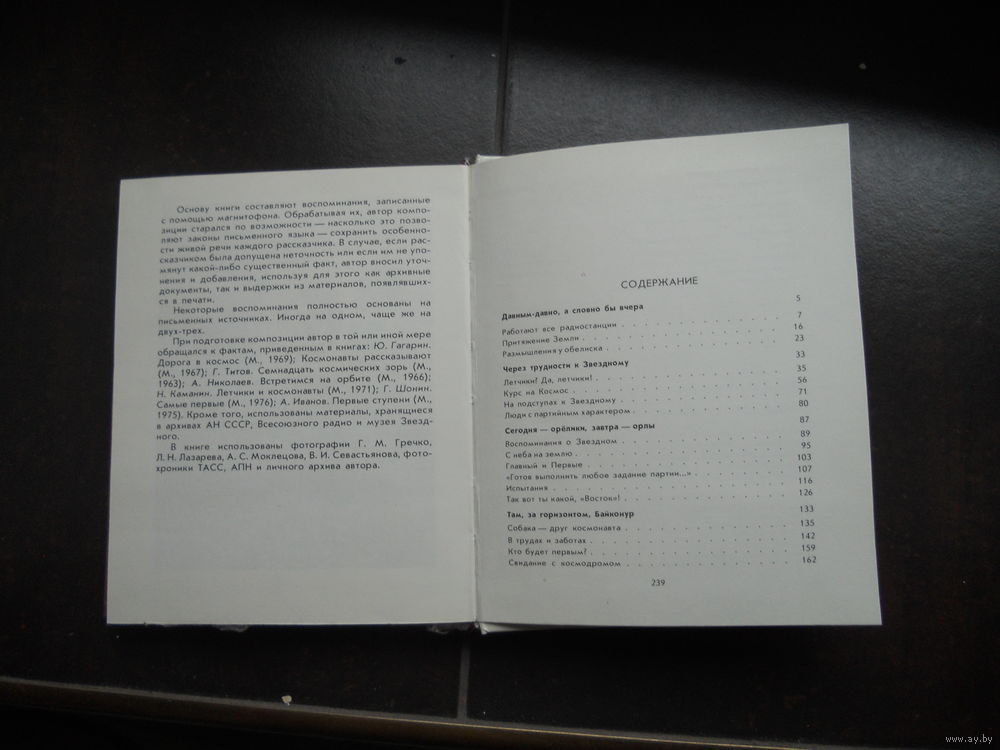 Основу книги составляют воспоминания, записанные
с помощью магнитофона. Обрабатывая их, автор компо-
зиции старался по возможности — насколько это позво-
ляют законы письменного языка — сохранить особенно-
сти живой речи каждого рассказчика. В случае, если рас-
сказчиком была допущена неточность или если им не упо-
мянут какой-либо существенный факт, автор вносил уточ-
нения и добавления, используя для этого как архивные
документы, так и выдержки из материалов, появлявших-
ся в печати.
Некоторые воспоминания полностью основаны на
письменных источниках. Иногда на одном, чаще же на
двух-трех.
При подготовке композиции автор в той или иной мере
обращался к фактам, приведенным в книгах: Ю. Гагарин.
Дорога в космос (М., 1969); Космонавты рассказывают
(М., 1967); Г. Титов. Семнадцать космических зорь (М.,
1963); А. Николаев. Встретимся на орбите (М., 1966);
Н. Каманин. Летчики и космонавты (М., 1971); Г. Шонин.
Самые первые (М., 1976); А. Иванов. Первые ступени (М.,
1975). Кроме того, использованы материалы, хранящиеся
в архивах АН СССР, Всесоюзного радио и музея Звезд-
ного.
В книге использованы фотографии Г. М. Гречко,
Л. Н. Лазарева, А. С. Моклецова, В. И. Севастьянова, фото-
хроники ТАСС, АПН и личного архива автора.
СОДЕРЖАНИЕ
Давным-давно, а словно бы вчера 5
Работают все радиостанции . . . . . . . . . . 7
Притяжение Земли . . . . . . . . . . 16
Размышления у обелиска . . . . . . . . . . 23
Через трудности к Звездному 33
Летчики! Да, летчики! . . . . . . . . . . 35
Курс на Космос . . . . . . . . . . 56
На подступах к Звездному . . . . . . . . . . 71
Люди с партийным характером . . . . . . . . . . 80
Сегодня — орёлики, завтра — орлы 87
Воспоминания о Звездном . . . . . . . . . . 89
С неба на землю . . . . . . . . . . 95
Главный и Первые . . . . . . . . . . 103
«Готов выполнить любое задание партии...» . . . . . . . . 107
Испытания . . . . . . . . . . 116
Так вот ты какой, «Восток»! . . . . . . . . . . 126
Там, за горизонтом, Байконур 133
Собака — друг космонавта . . . . . . . . . . 135
В трудах и заботах . . . . . . . . . . 142
Кто будет первым? . . . . . . . . . . 159
Свидание с космодромом . . . . . . . . . . 162
239
www.ay.by